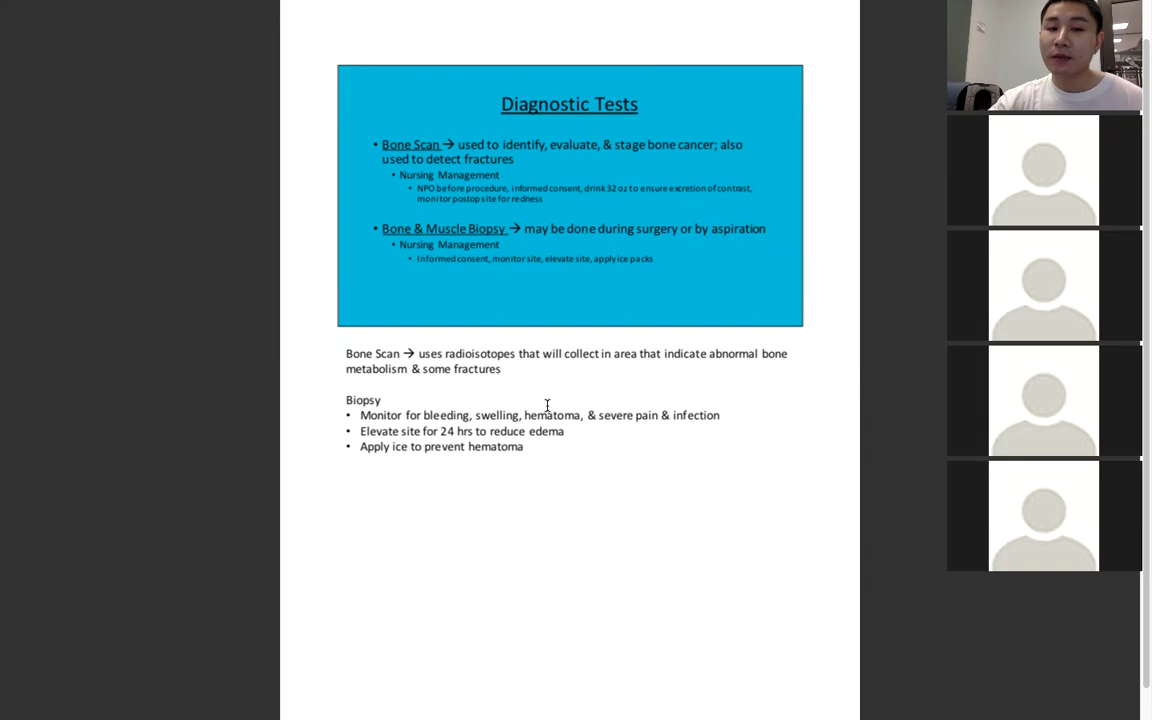 Diagnostic Tests
• Bone Scan → used to identify, evaluate, & stage bone cancer; also
used to detect fractures
• Nursing Management
• NPO before procedure, informed consent, drink 32 oz to ensure excretion of contrast,
monitor postop site for redness
• Bone & Muscle Biopsy → may be done during surgery or by aspiration
• Nursing Management
• Informed consent, monitor site, elevate site, apply ice packs
Bone Scan → uses radioisotopes that will collect in area that indicate abnormal bone
metabolism & some fractures
Biopsy
• Monitor for bleeding, swelling, hematoma, & severe pain & infection
• Elevate site for 24 hrs to reduce edema
• Apply ice to prevent hematoma